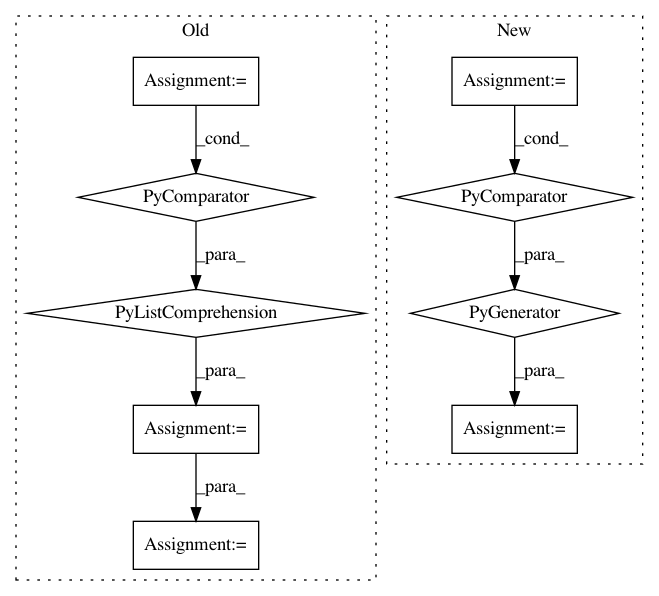 Old
Assignment:=
_cond_
PyComparator
_para_
PyListComprehension
_para_
Assignment:=
_para_
Assignment:=
New
Assignment:=
_cond_
PyComparator
_para_
PyGenerator
_para_
Assignment:=